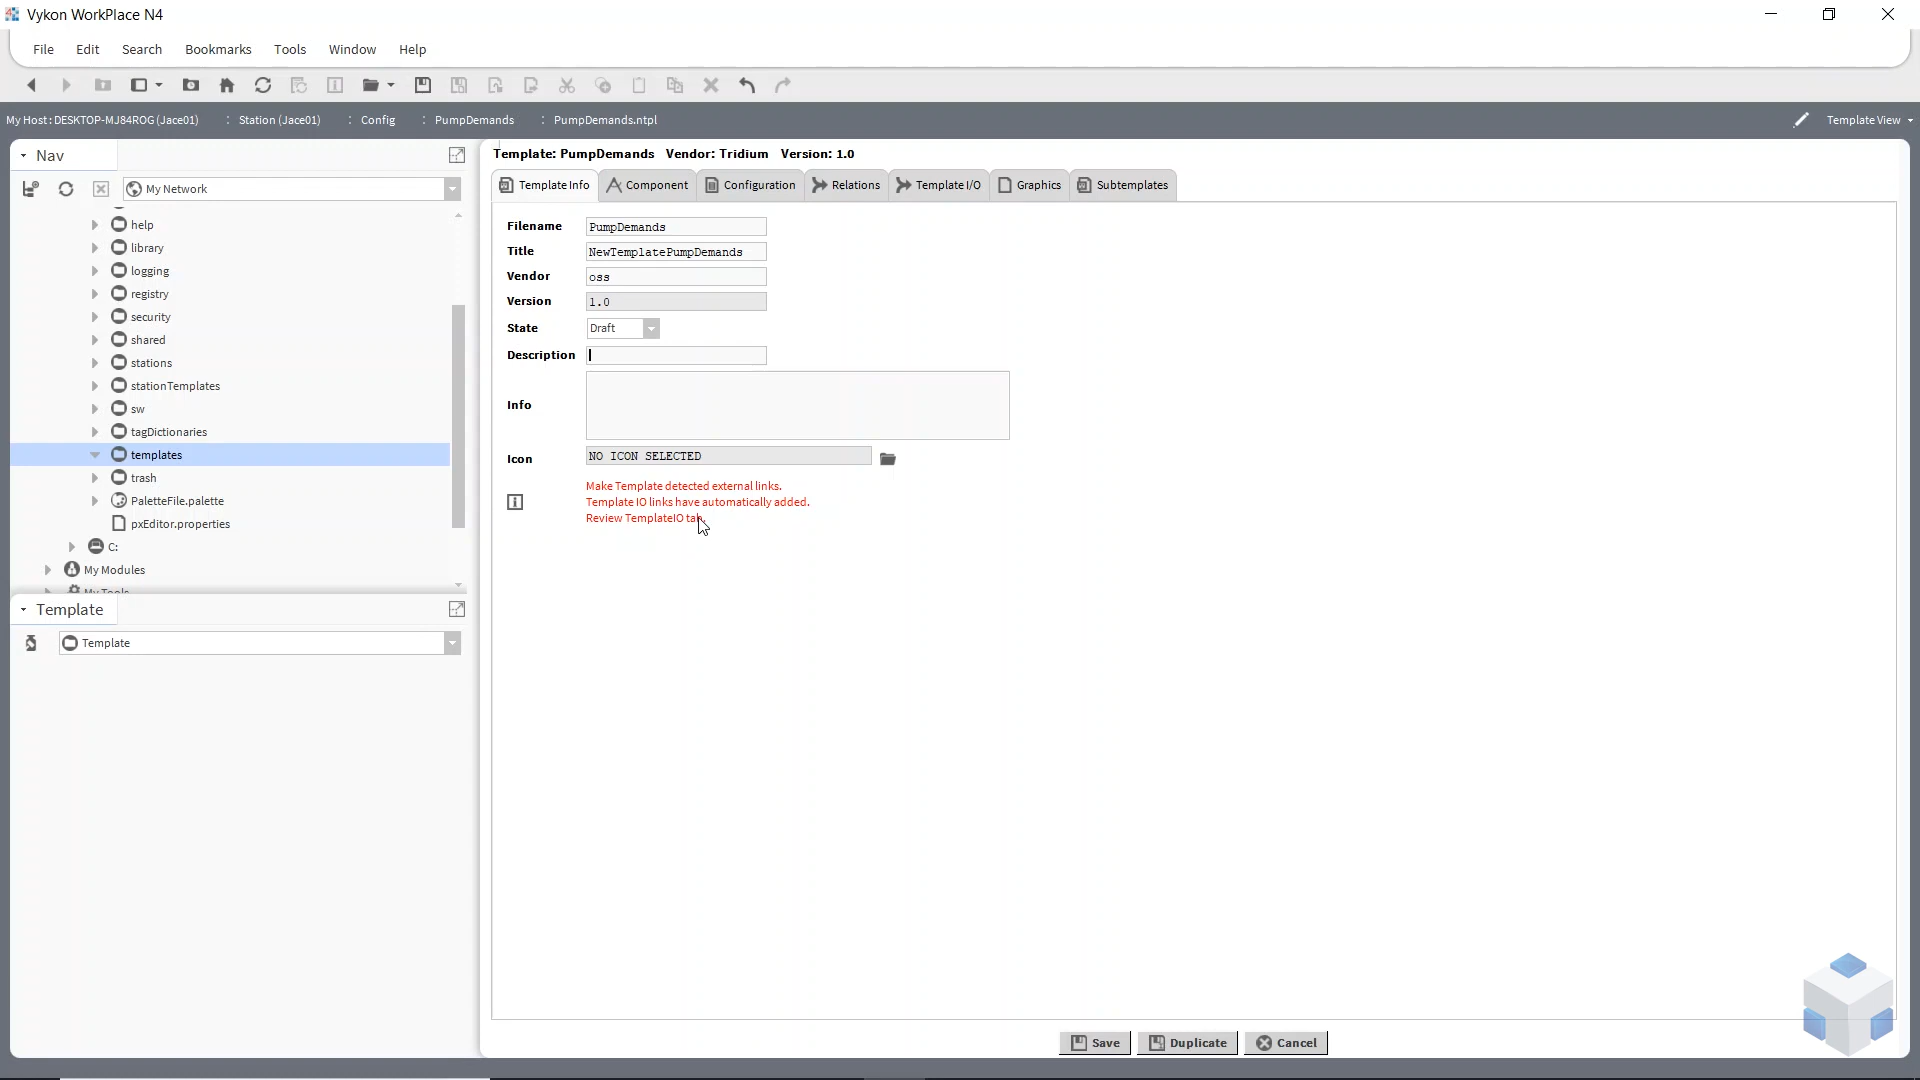 Vykon WorkPlace N4
File Edit Search Bookmarks Tools Window Help
My Host : DESKTOP-MJ84ROG (Jace01) : Station (Jace01) : Config : PumpDemands : PumpDemands.ntpl Template View
Nav
My Network
help
library
logging
registry
security
shared
stations
stationTemplates
sw
tagDictionaries
templates
trash
PaletteFile.palette
pxEditor.properties
C:
My Modules
My Tools
Template
Template
Template: PumpDemands Vendor: Tridium Version: 1.0
Template Info Component Configuration Relations Template I/O Graphics Subtemplates
Filename PumpDemands
Title NewTemplatePumpDemands
Vendor oss
Version 1.0
State Draft
Description
Info
Icon NO ICON SELECTED
Make Template detected external links.
Template IO links have automatically added.
Review TemplateIO tab.
Save Duplicate Cancel